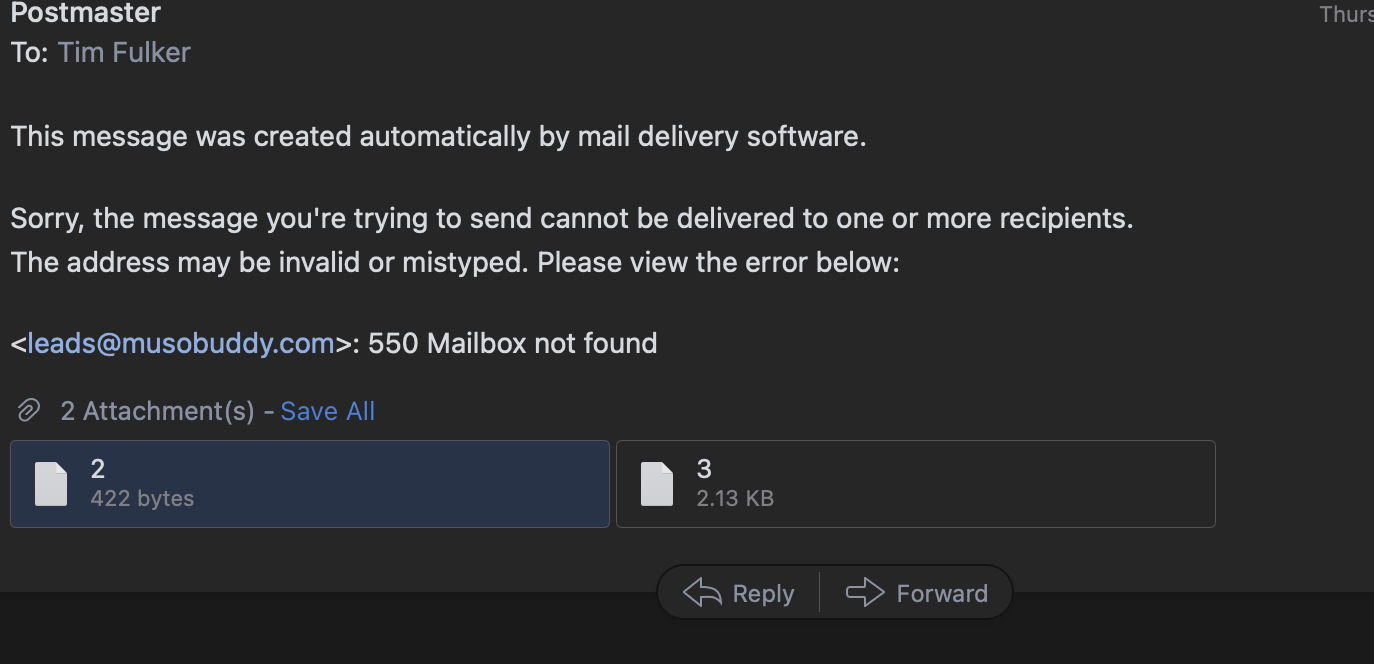 Postmaster
Thurs
To: Tim Fulker
This message was created automatically by mail delivery software.
Sorry, the message you're trying to send cannot be delivered to one or more recipients.
The address may be invalid or mistyped. Please view the error below:
<leads@musobuddy.com>: 550 Mailbox not found
2 Attachment(s) - Save All
2
422 bytes
3
2.13 KB
Reply
Forward